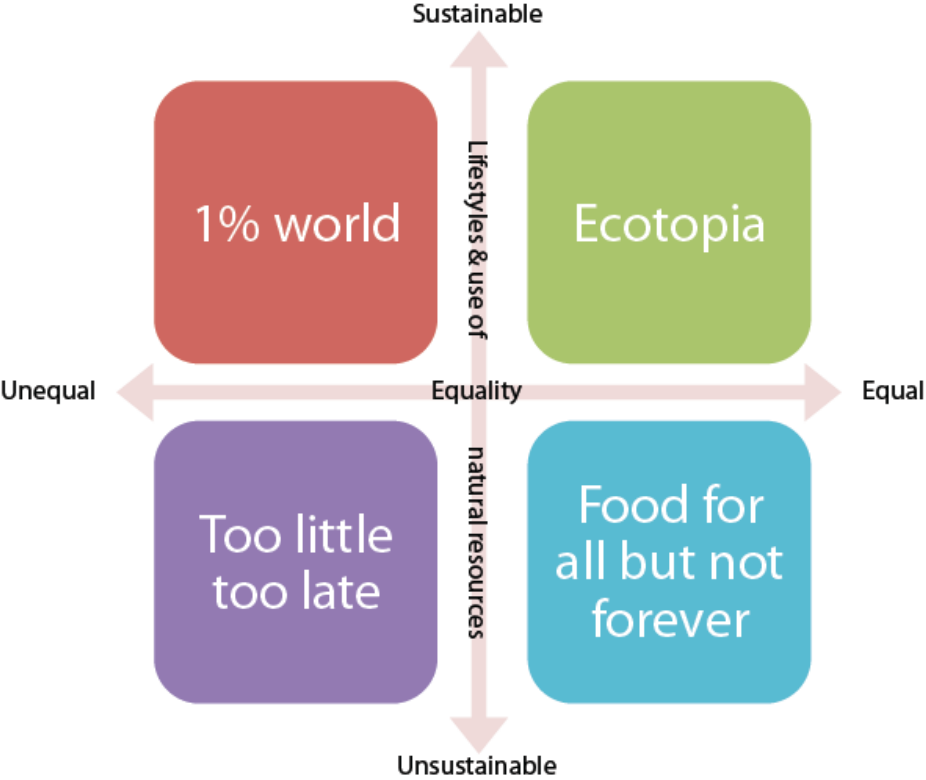 Sustainable
1% world
Lifestyles & use of
Ecotopia
Unequal
Equality
Equal
Too little
too late
natural resources
Food for
all but not
forever
Unsustainable